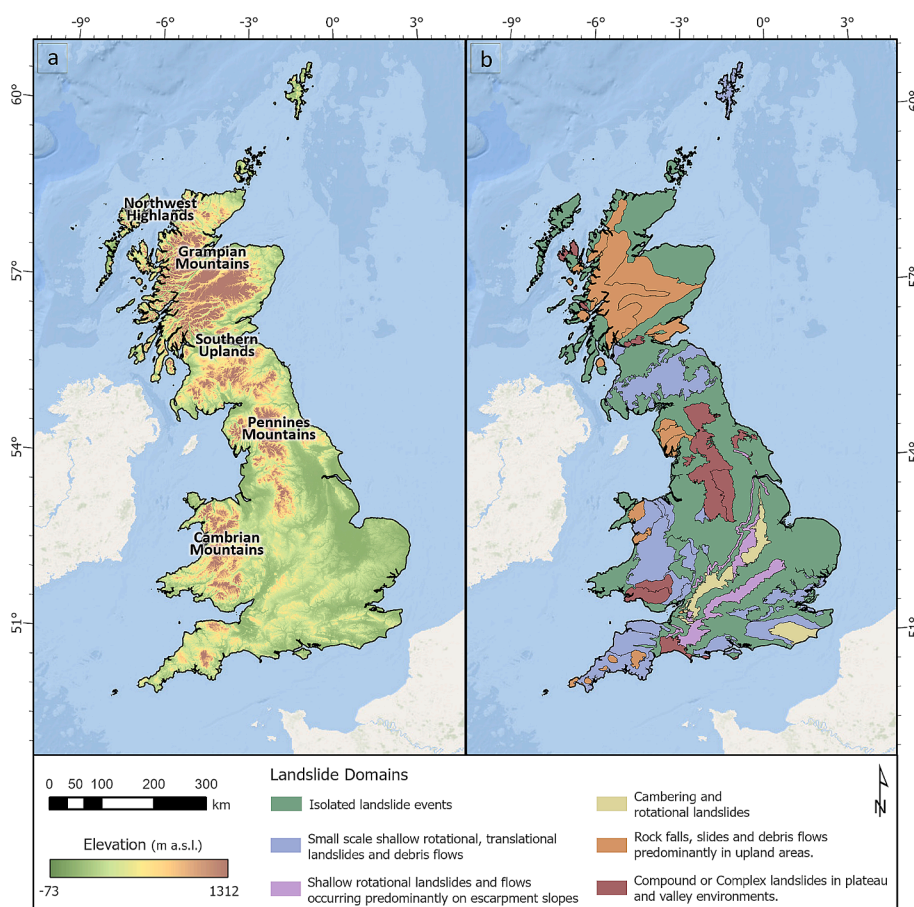 -9° -6° -3° 0° 3° -9° -6° -3° 0° 3°
a
b
60°
60°
Northwest
Highlands
Grampian
Mountains
57°
57°
Southern
Uplands
Pennines
Mountains
54°
54°
Cambrian
Mountains
51°
51°
0 50 100 200 300
km
Elevation (m a.s.l.)
-73 1312
Landslide Domains
Isolated landslide events
Small scale shallow rotational, translational
landslides and debris flows
Shallow rotational landslides and flows
occurring predominantly on escarpment slopes
Cambering and
rotational landslides
Rock falls, slides and debris flows
predominantly in upland areas.
Compound or Complex landslides in plateau
and valley environments.
N